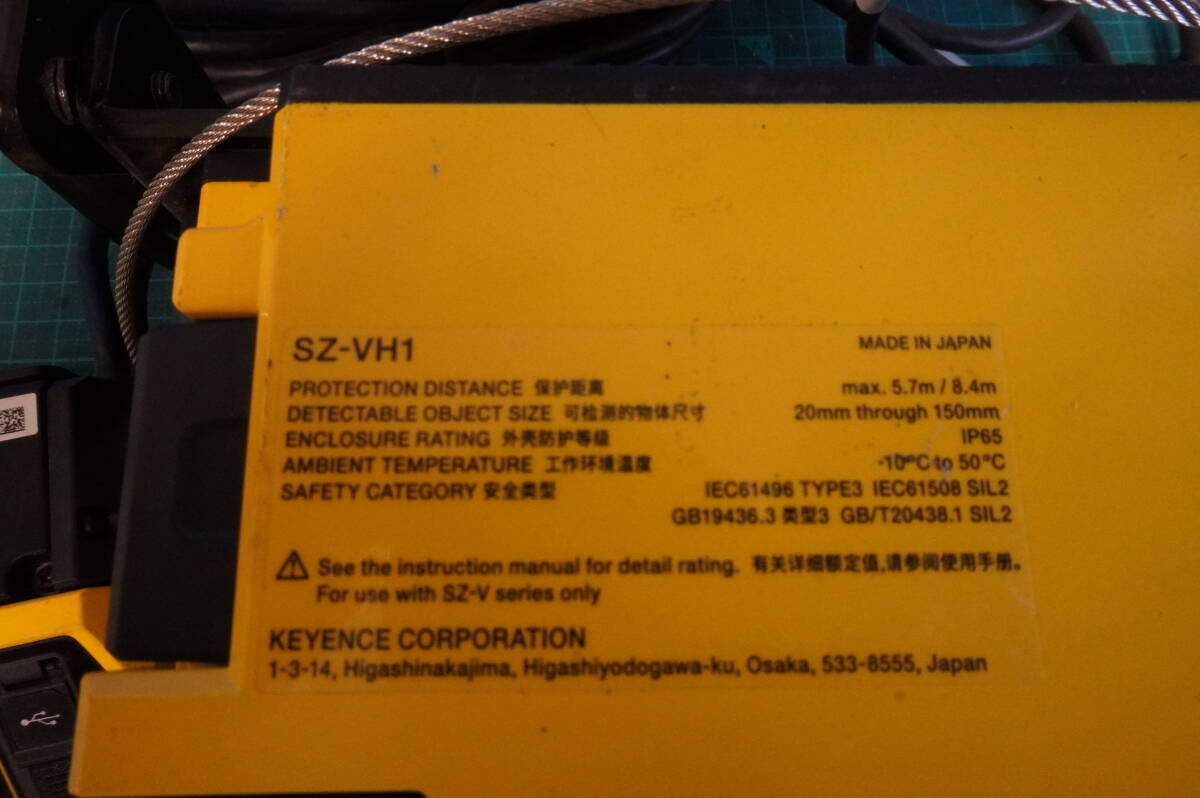 SZ-VH1 MADE IN JAPAN
PROTECTION DISTANCE 保护距离 max. 5.7m / 8.4m
DETECTABLE OBJECT SIZE 可检测的物体尺寸 20mm through 150mm
ENCLOSURE RATING 外壳防护等级 IP65
AMBIENT TEMPERATURE 工作环境温度 -10°C to 50°C
SAFETY CATEGORY 安全类型 IEC61496 TYPE3 IEC61508 SIL2
GB19436.3 类型3 GB/T20438.1 SIL2
⚠ See the instruction manual for detail rating. 有关详细额定值,请参阅使用手册。
For use with SZ-V series only
KEYENCE CORPORATION
1-3-14, Higashinakajima, Higashiyodogawa-ku, Osaka, 533-8555, Japan